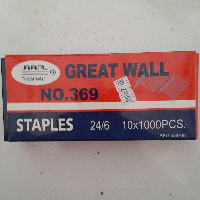 GREAT WALL
NO.369
STAPLES 24/6 10x1000PCS.